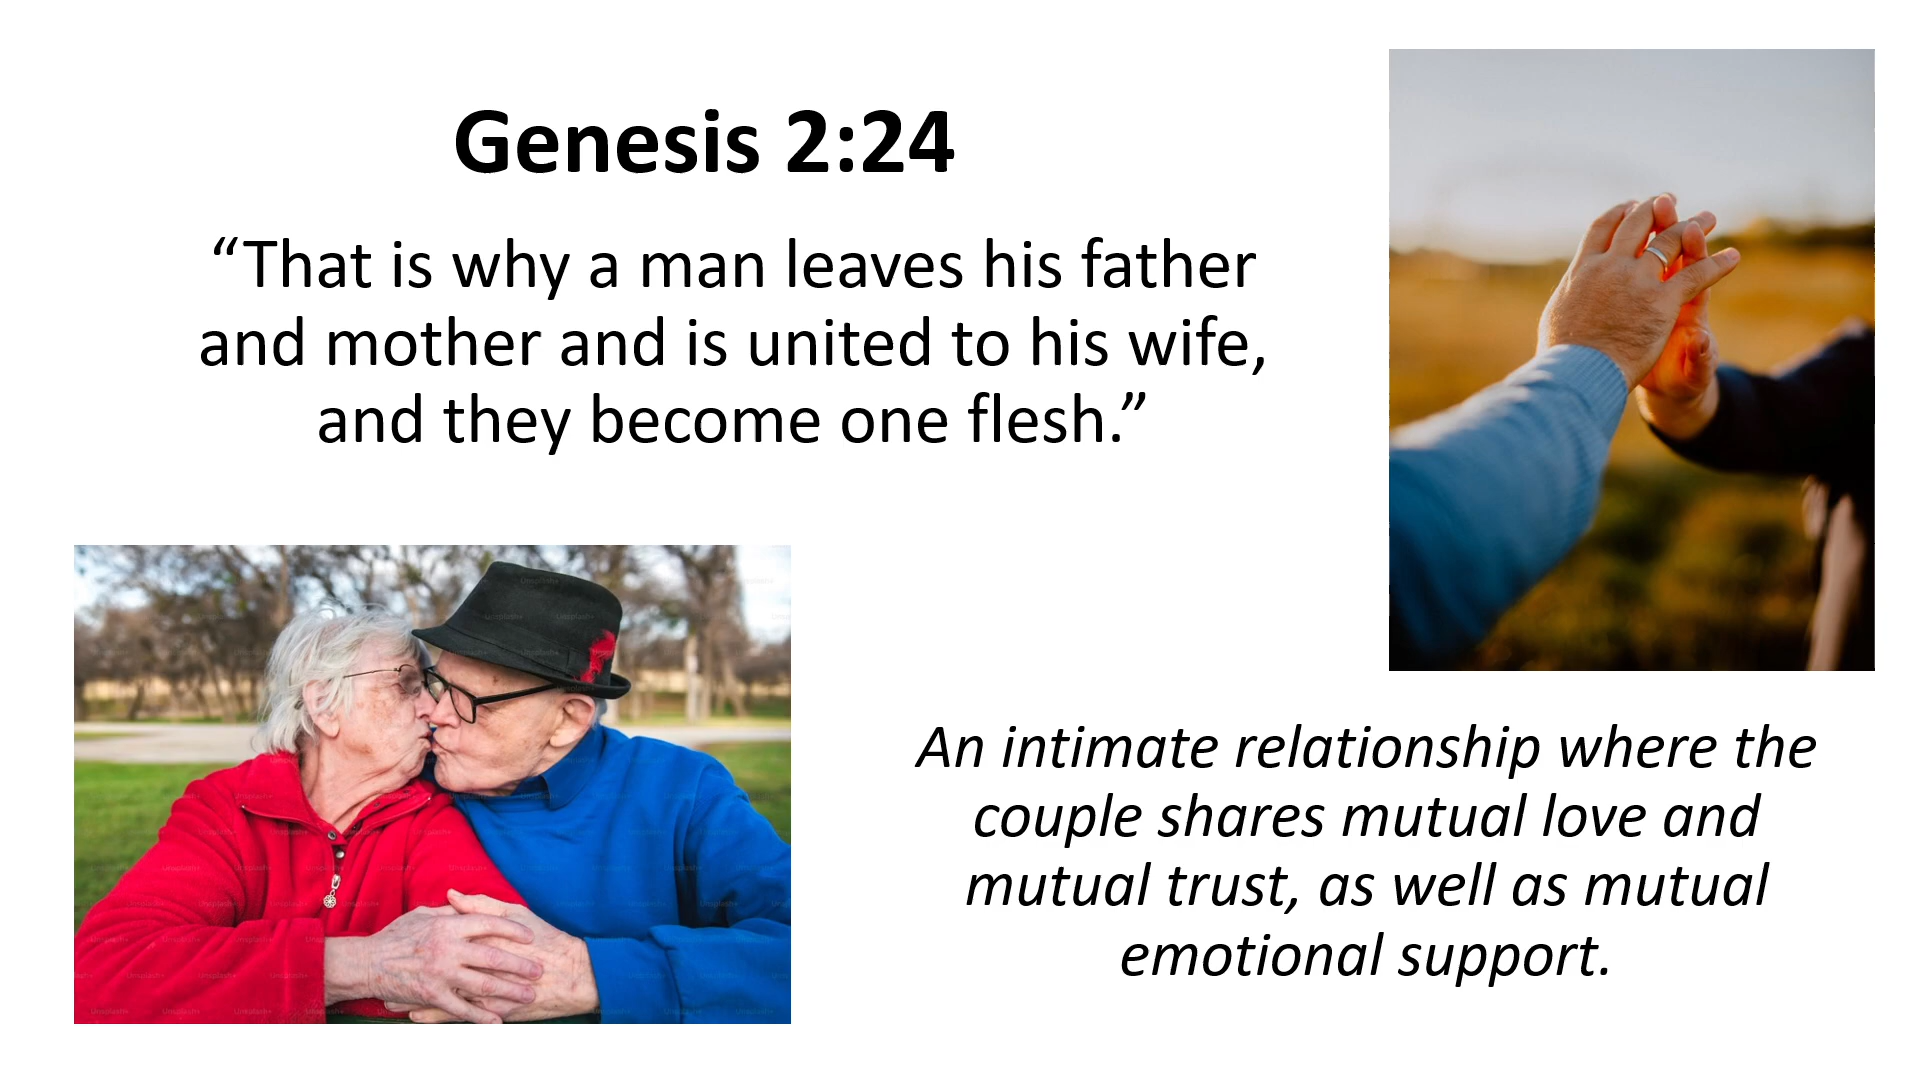 Genesis 2:24
“That is why a man leaves his father
and mother and is united to his wife,
and they become one flesh.”
An intimate relationship where the
couple shares mutual love and
mutual trust, as well as mutual
emotional support.